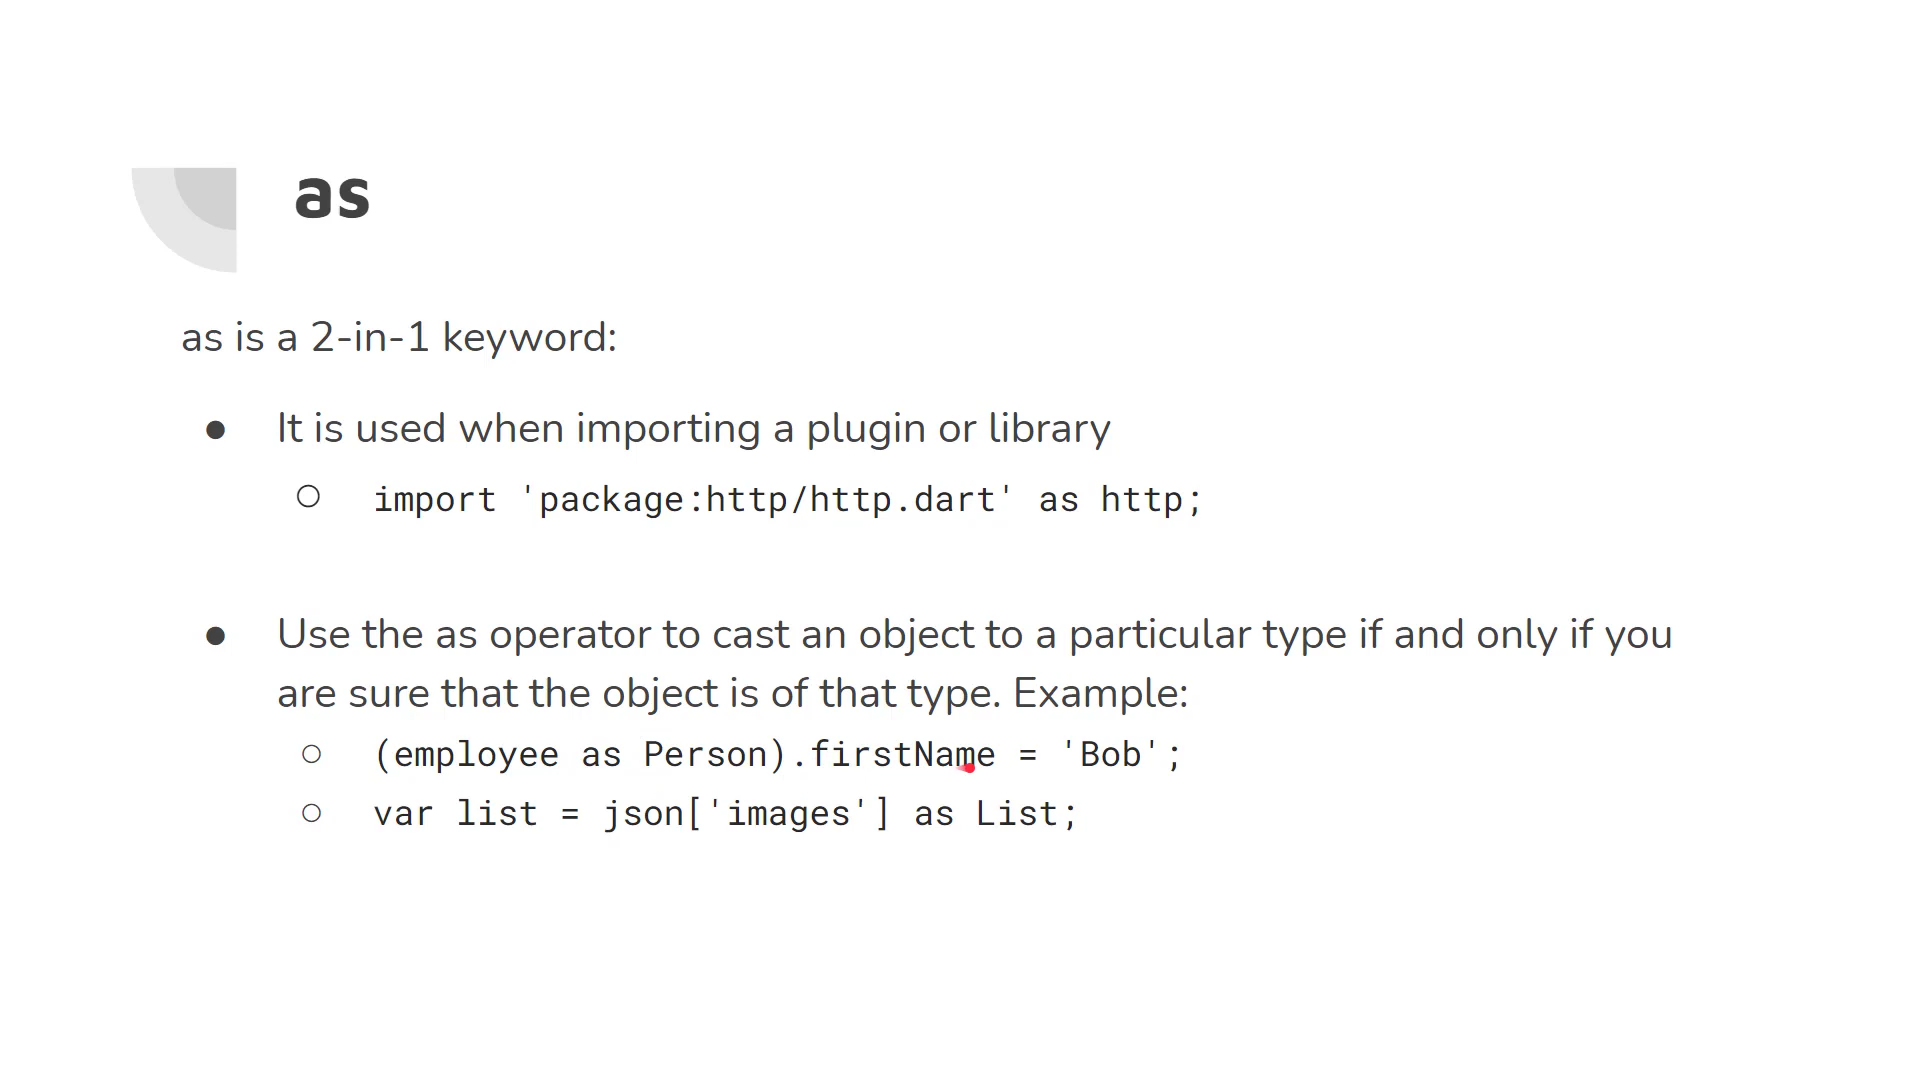 as
as is a 2-in-1 keyword:
● It is used when importing a plugin or library
○ import 'package:http/http.dart' as http;
● Use the as operator to cast an object to a particular type if and only if you
are sure that the object is of that type. Example:
○ (employee as Person).firstName = 'Bob';
○ var list = json['images'] as List;